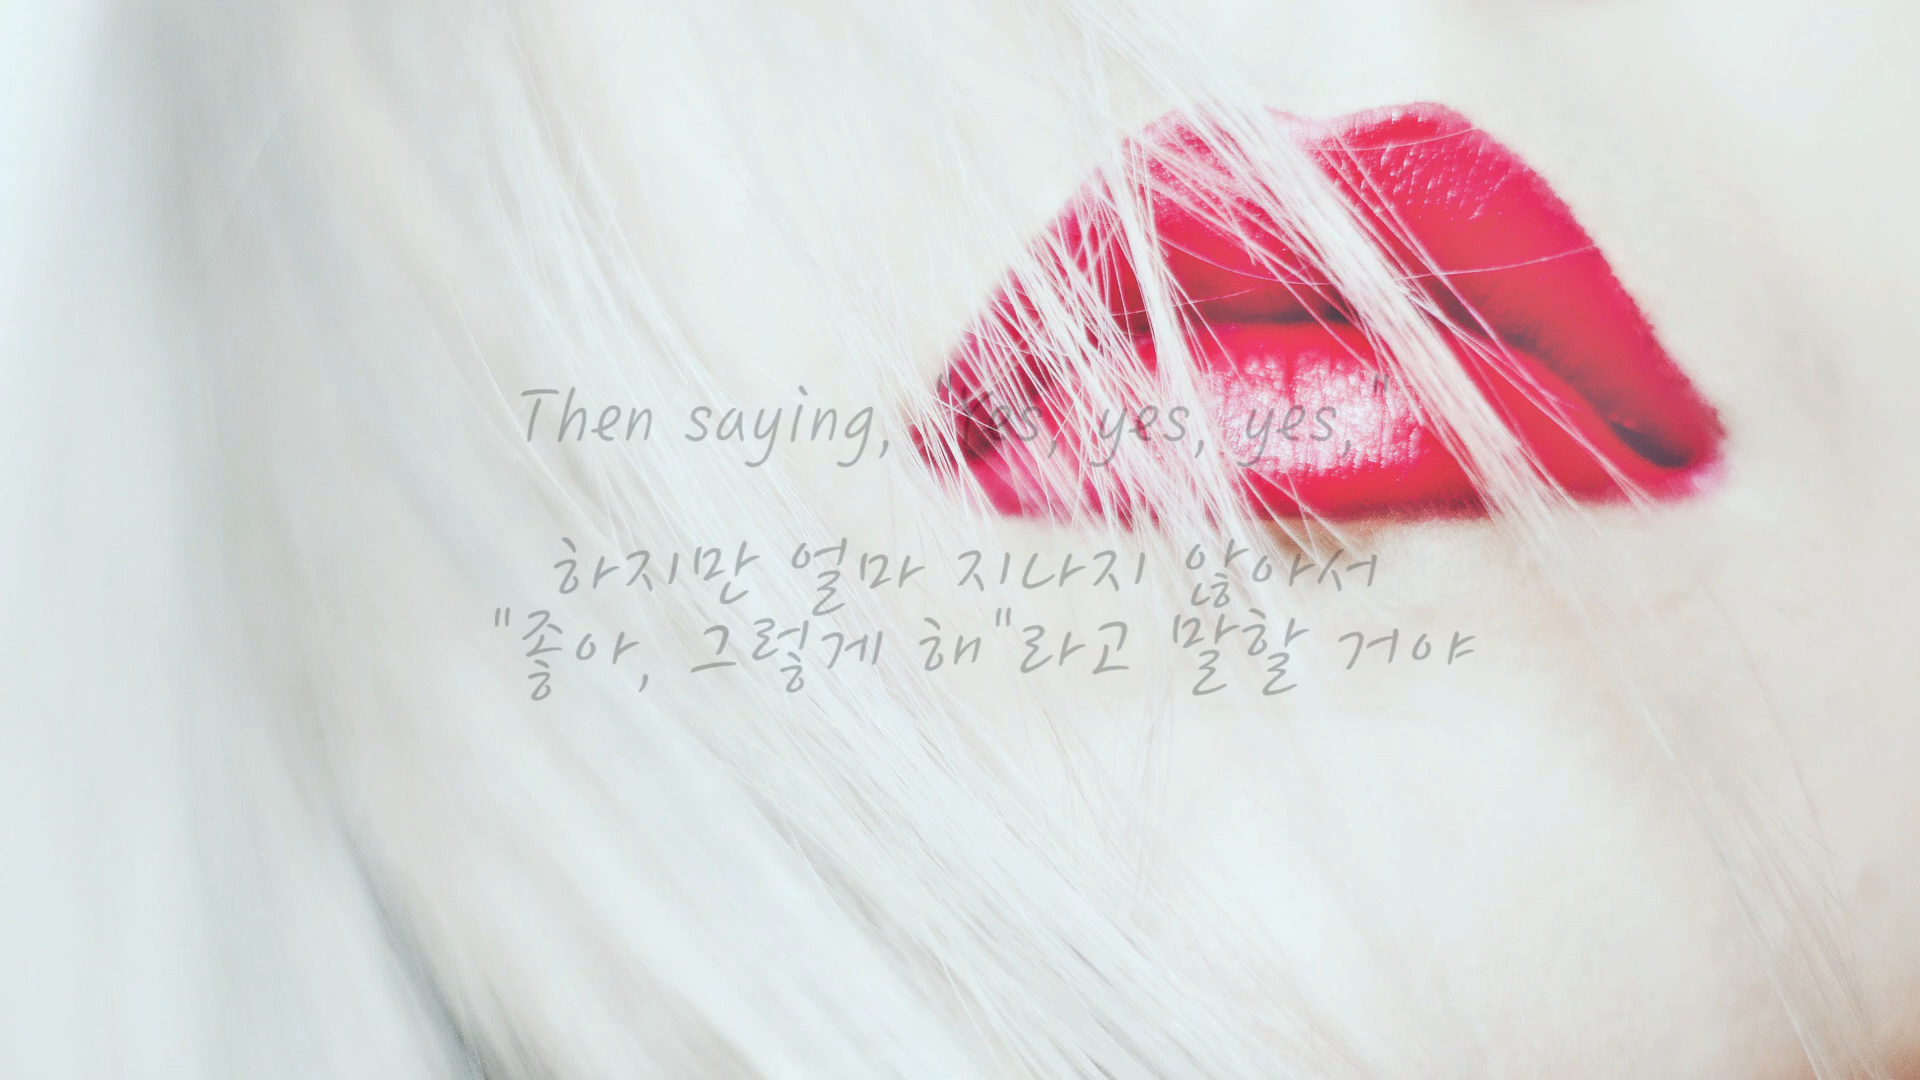 Then saying, "Yes, yes, yes,"
하지만 얼마 지나지 않아서
"좋아, 그렇게 해"라고 말할 거야